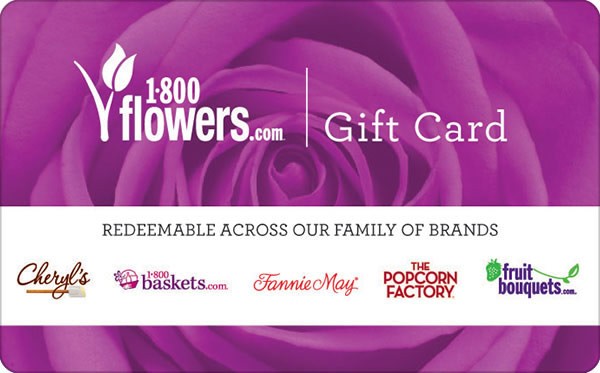 1·800
flowers.com
Gift Card
REDEEMABLE ACROSS OUR FAMILY OF BRANDS
Cheryl's
1·800
baskets.com
Fannie May
THE
POPCORN
FACTORY
fruit
bouquets.com